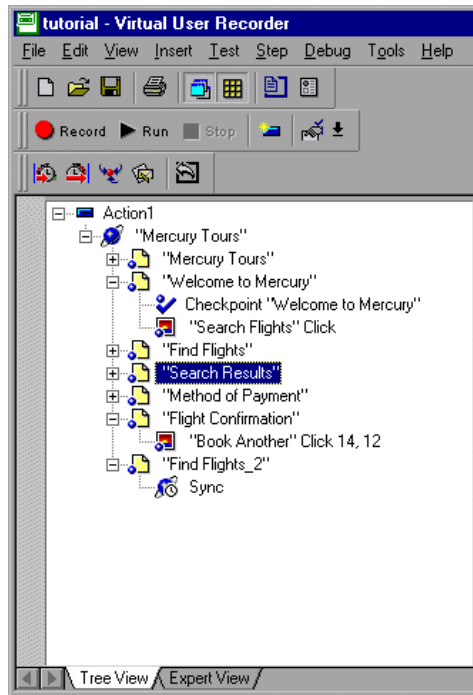 tutorial - Virtual User Recorder
File Edit View Insert Test Step Debug Tools Help
Record Run Stop
Action1
"Mercury Tours"
"Mercury Tours"
"Welcome to Mercury"
Checkpoint "Welcome to Mercury"
"Search Flights" Click
"Find Flights"
"Search Results"
"Method of Payment"
"Flight Confirmation"
"Book Another" Click 14, 12
"Find Flights_2"
Sync
Tree View Expert View